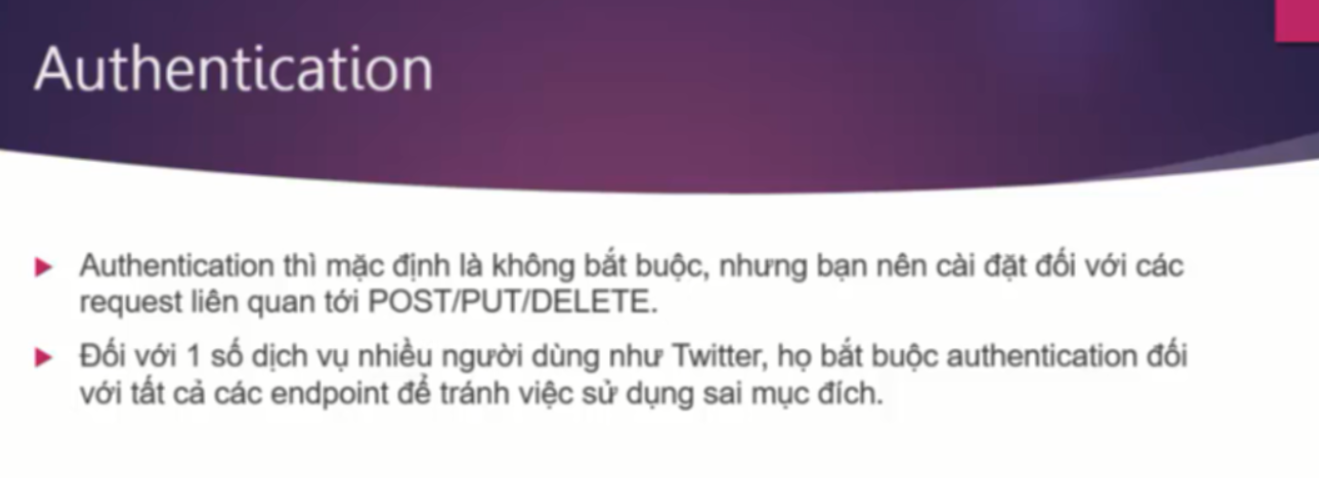 Authentication
Authentication thì mặc định là không bắt buộc, nhưng bạn nên cài đặt đối với các
request liên quan tới POST/PUT/DELETE.
Đối với 1 số dịch vụ nhiều người dùng như Twitter, họ bắt buộc authentication đối
với tất cả các endpoint để tránh việc sử dụng sai mục đích.